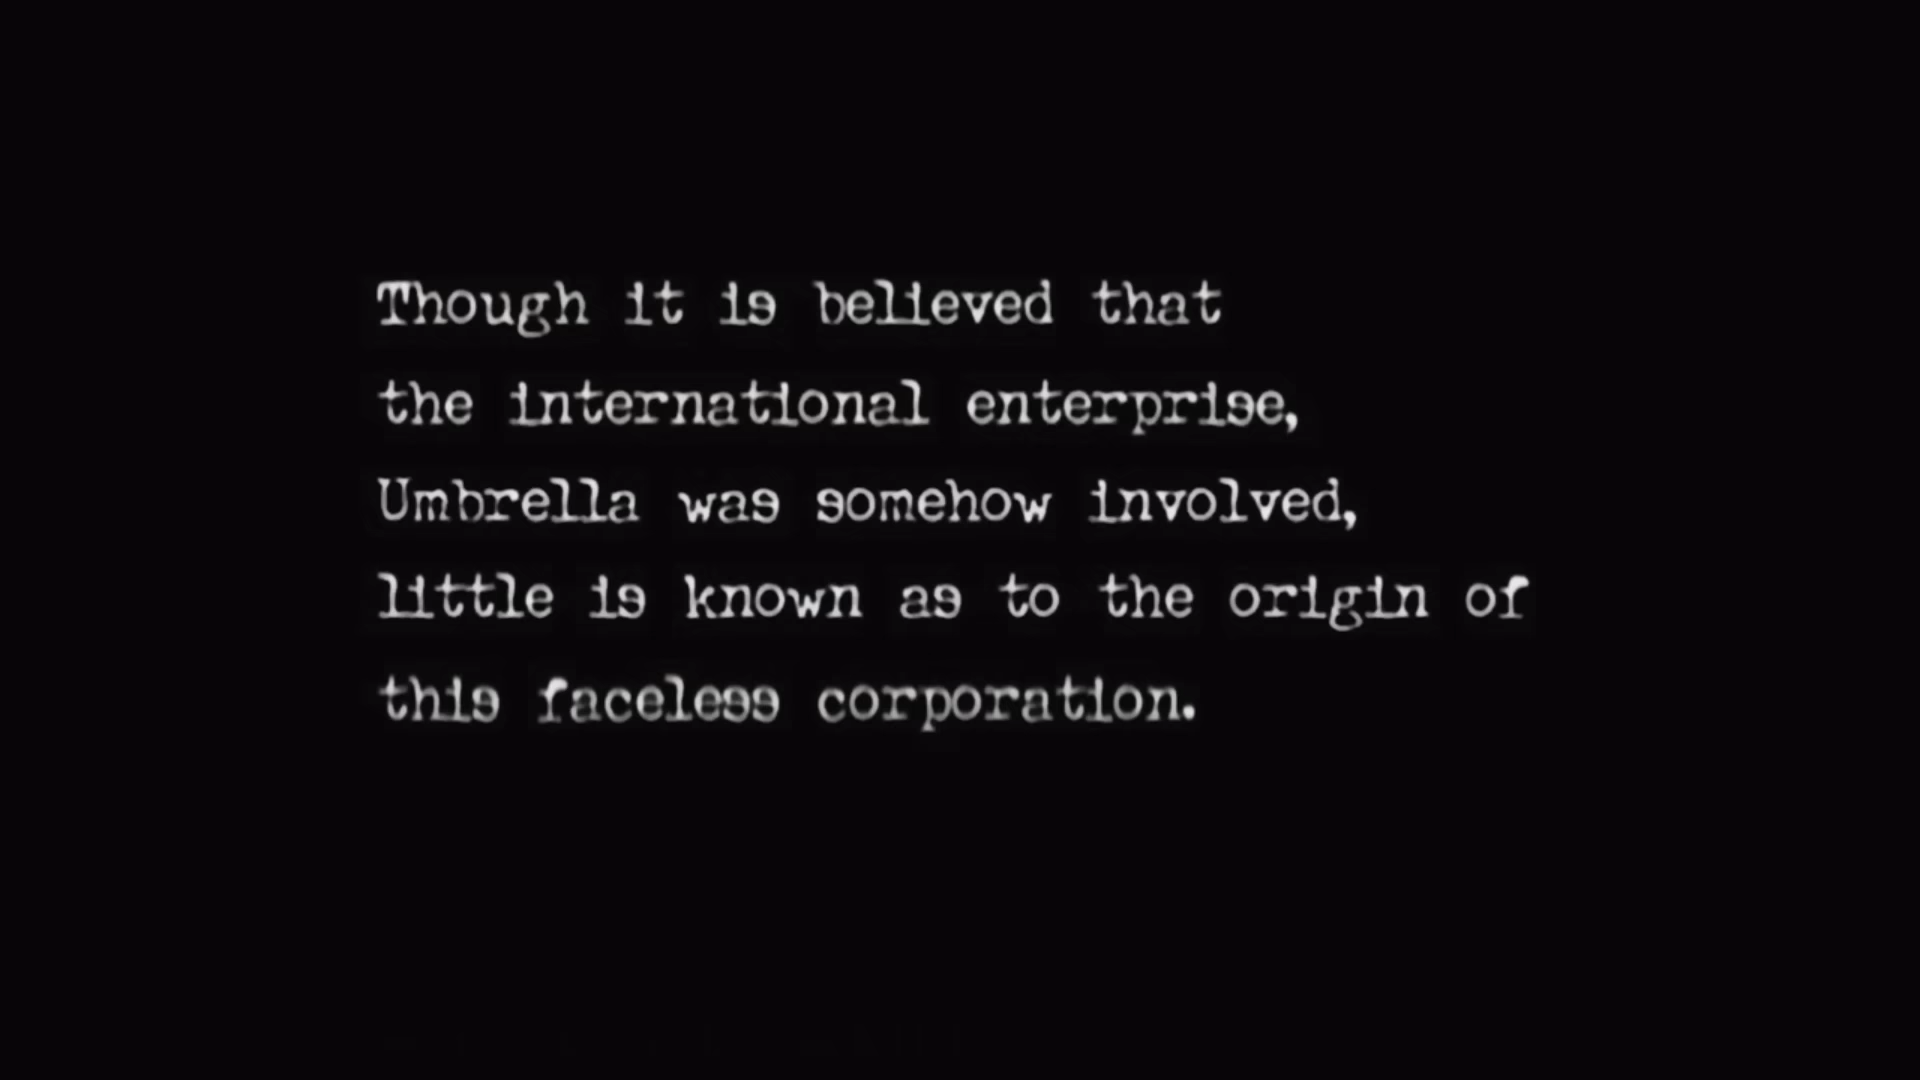 Though it is believed that
the international enterprise,
Umbrella was somehow involved,
little is known as to the origin of
this faceless corporation.